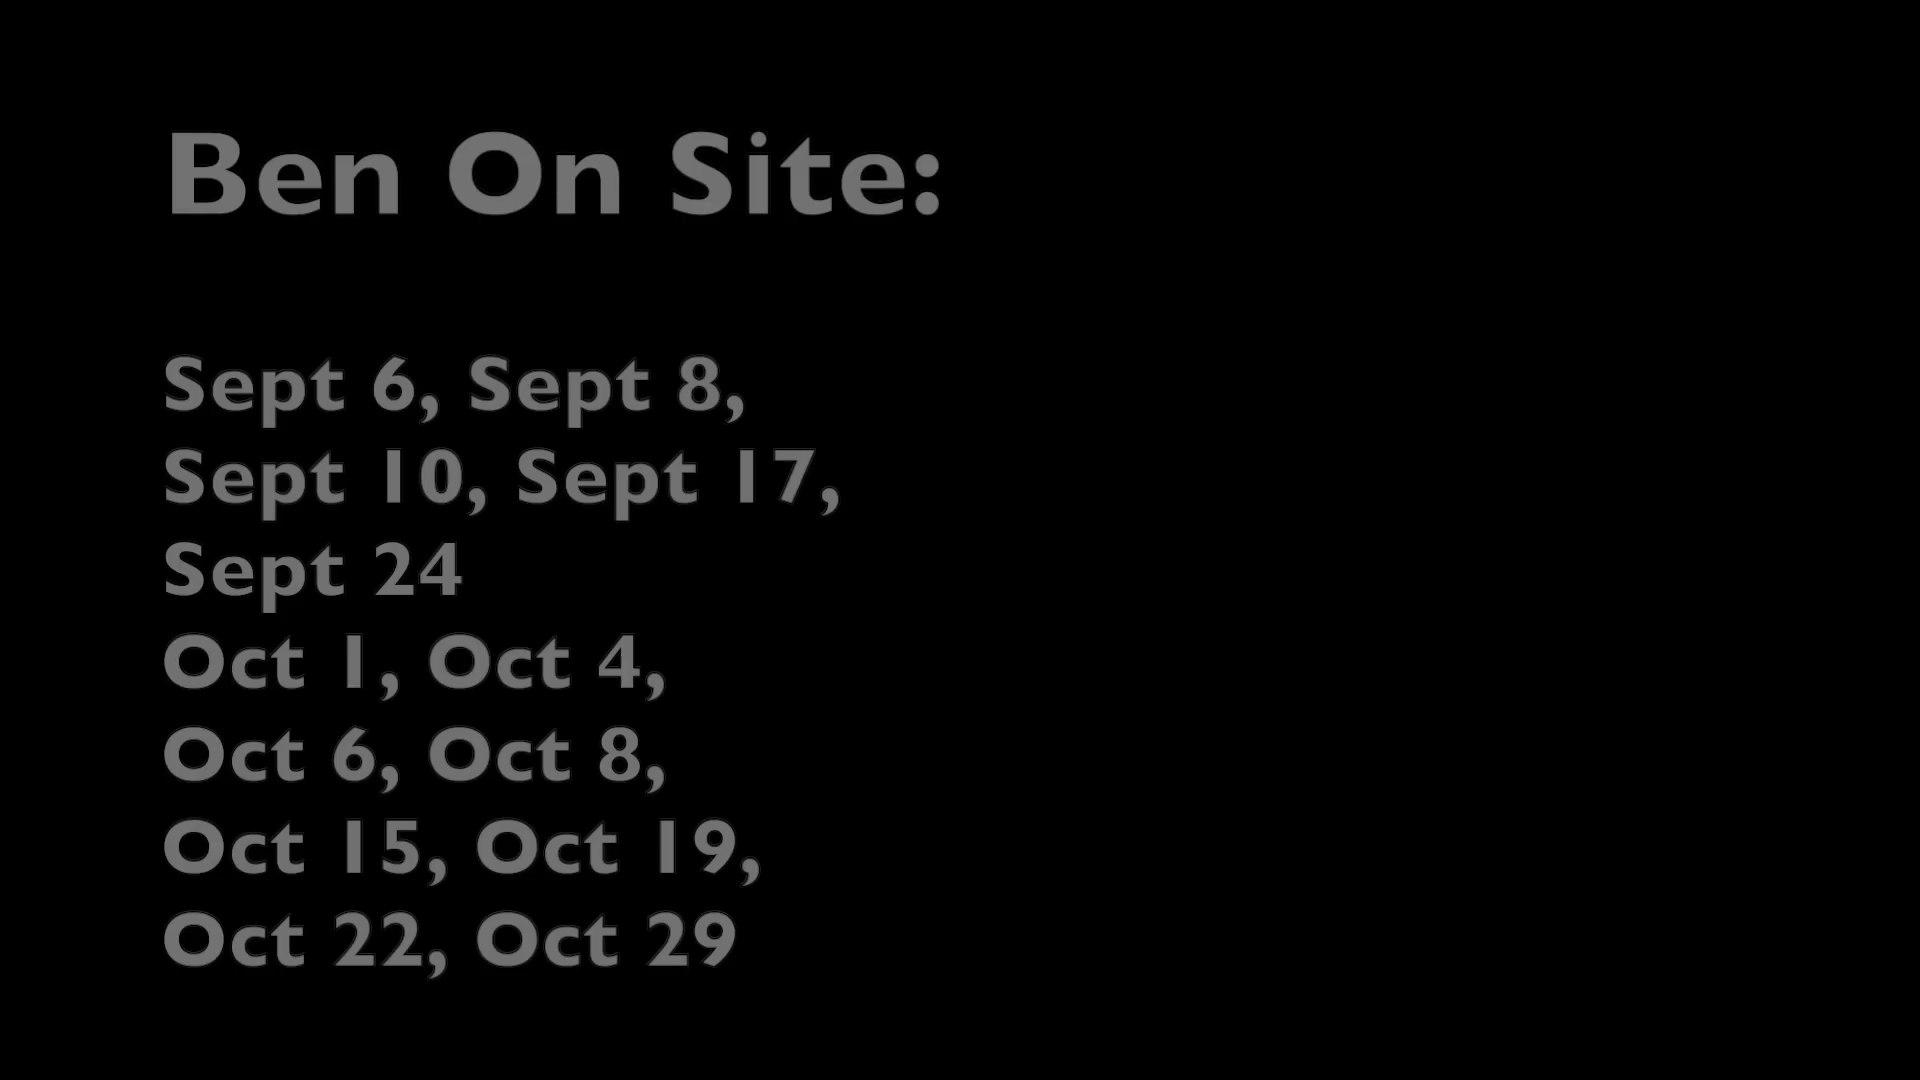 Ben On Site:
Sept 6, Sept 8,
Sept 10, Sept 17,
Sept 24
Oct 1, Oct 4,
Oct 6, Oct 8,
Oct 15, Oct 19,
Oct 22, Oct 29